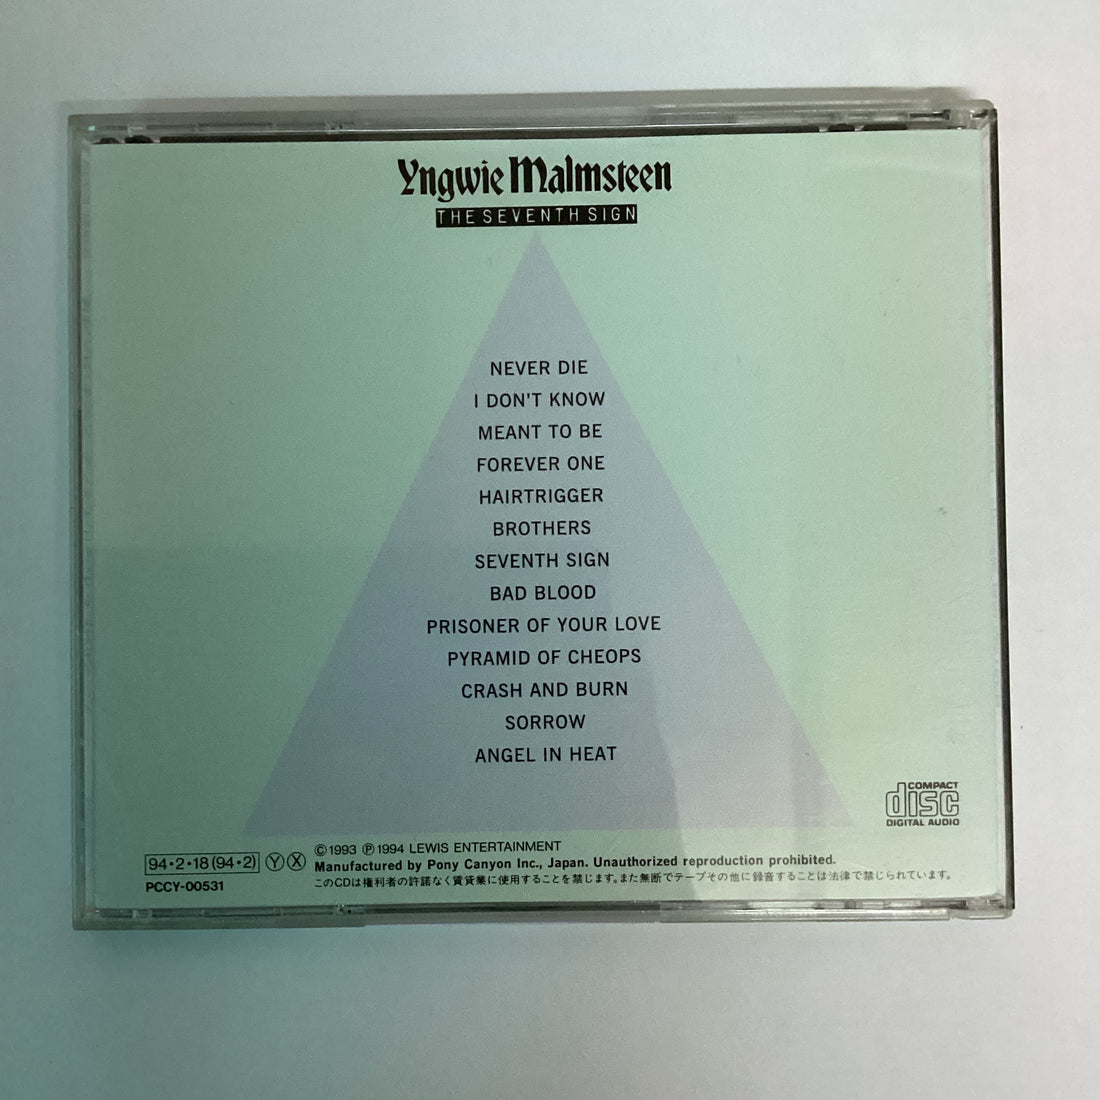 Yngwie Malmsteen
THE SEVENTH SIGN
NEVER DIE
I DON'T KNOW
MEANT TO BE
FOREVER ONE
HAIRTRIGGER
BROTHERS
SEVENTH SIGN
BAD BLOOD
PRISONER OF YOUR LOVE
PYRAMID OF CHEOPS
CRASH AND BURN
SORROW
ANGEL IN HEAT
COMPACT
disc
DIGITAL AUDIO
94・2・18(94・2) Ⓨ Ⓧ
PCCY-00531
Ⓒ1993 Ⓟ1994 LEWIS ENTERTAINMENT
Manufactured by Pony Canyon Inc., Japan. Unauthorized reproduction prohibited.
このCDは権利者の許諾なく賃貸業に使用することを禁じます。また無断でテープその他に録音することは法律で禁じられています。